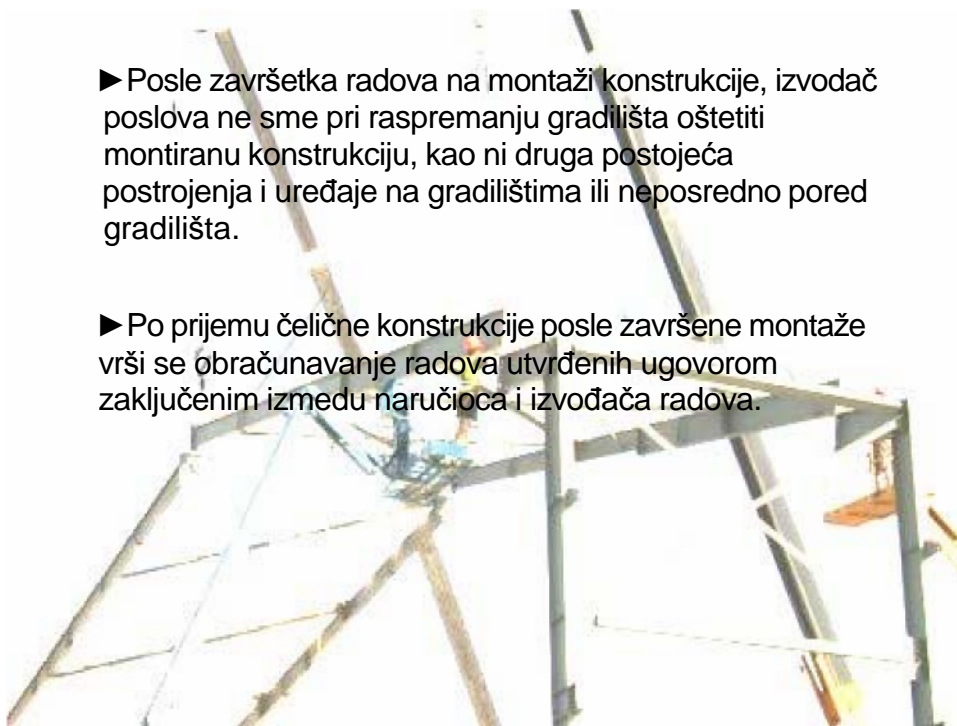 ►Posle završetka radova na montaži konstrukcije, izvodač
poslova ne sme pri raspremanju gradilišta oštetiti
montiranu konstrukciju, kao ni druga postojeća
postrojenja i uređaje na gradilištima ili neposredno pored
gradilišta.
►Po prijemu čelične konstrukcije posle završene montaže
vrši se obračunavanje radova utvrđenih ugovorom
zaključenim izmedu naručioca i izvođača radova.